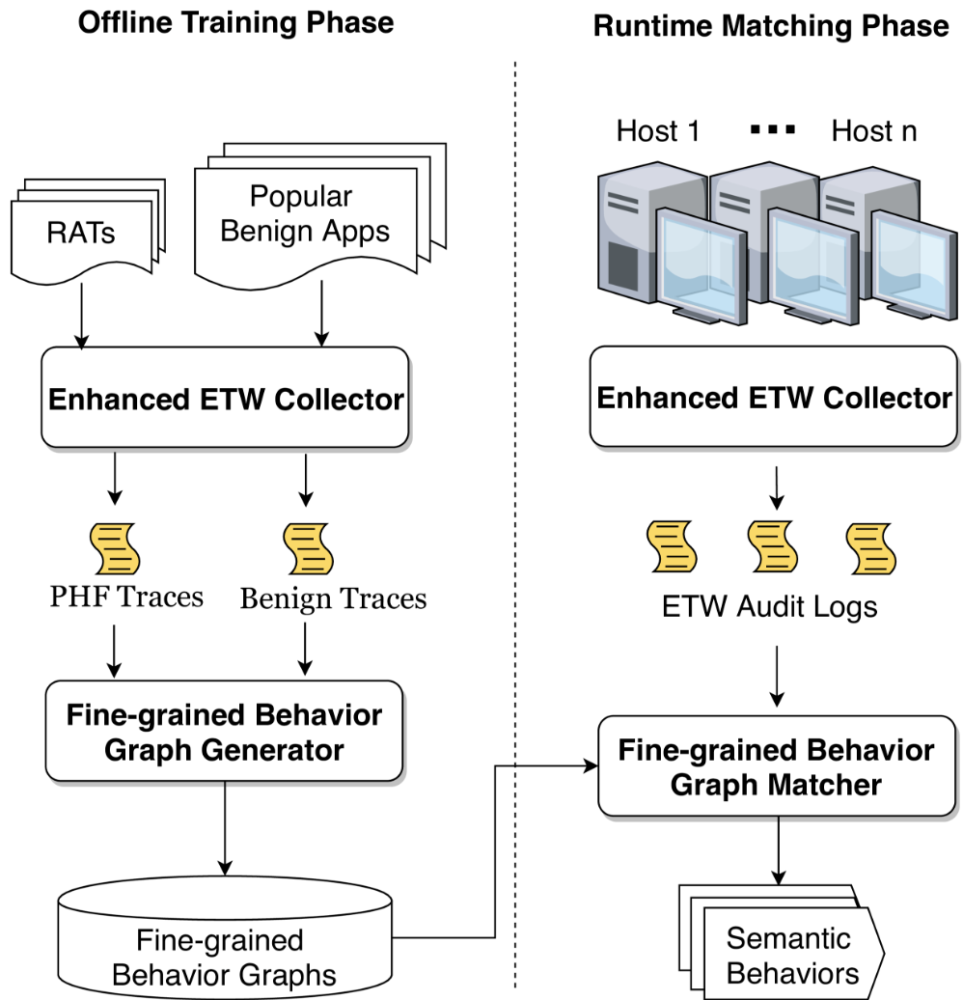 Offline Training Phase
RATs
Popular
Benign Apps
Enhanced ETW Collector
PHF Traces
Benign Traces
Fine-grained Behavior
Graph Generator
Fine-grained
Behavior Graphs
Runtime Matching Phase
Host 1
...
Host n
Enhanced ETW Collector
ETW Audit Logs
Fine-grained Behavior
Graph Matcher
Semantic
Behaviors